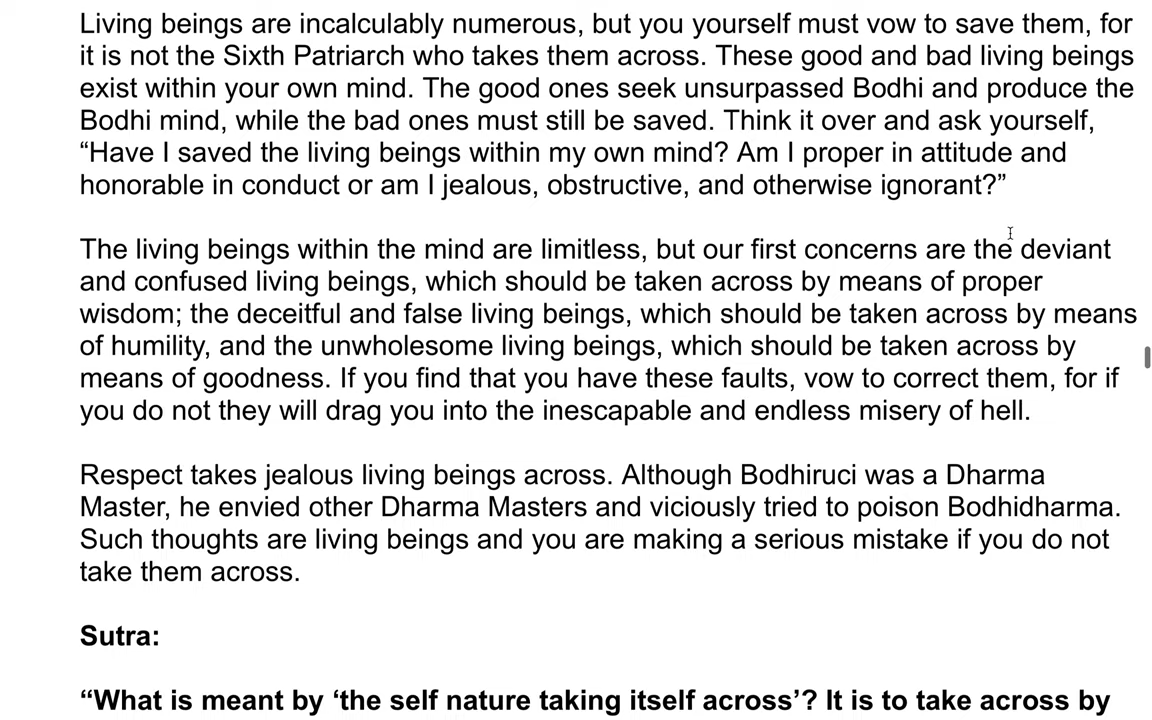 Living beings are incalculably numerous, but you yourself must vow to save them, for
it is not the Sixth Patriarch who takes them across. These good and bad living beings
exist within your own mind. The good ones seek unsurpassed Bodhi and produce the
Bodhi mind, while the bad ones must still be saved. Think it over and ask yourself,
“Have I saved the living beings within my own mind? Am I proper in attitude and
honorable in conduct or am I jealous, obstructive, and otherwise ignorant?”
The living beings within the mind are limitless, but our first concerns are the deviant
and confused living beings, which should be taken across by means of proper
wisdom; the deceitful and false living beings, which should be taken across by means
of humility, and the unwholesome living beings, which should be taken across by
means of goodness. If you find that you have these faults, vow to correct them, for if
you do not they will drag you into the inescapable and endless misery of hell.
Respect takes jealous living beings across. Although Bodhiruci was a Dharma
Master, he envied other Dharma Masters and viciously tried to poison Bodhidharma.
Such thoughts are living beings and you are making a serious mistake if you do not
take them across.
Sutra:
“What is meant by ‘the self nature taking itself across’? It is to take across by